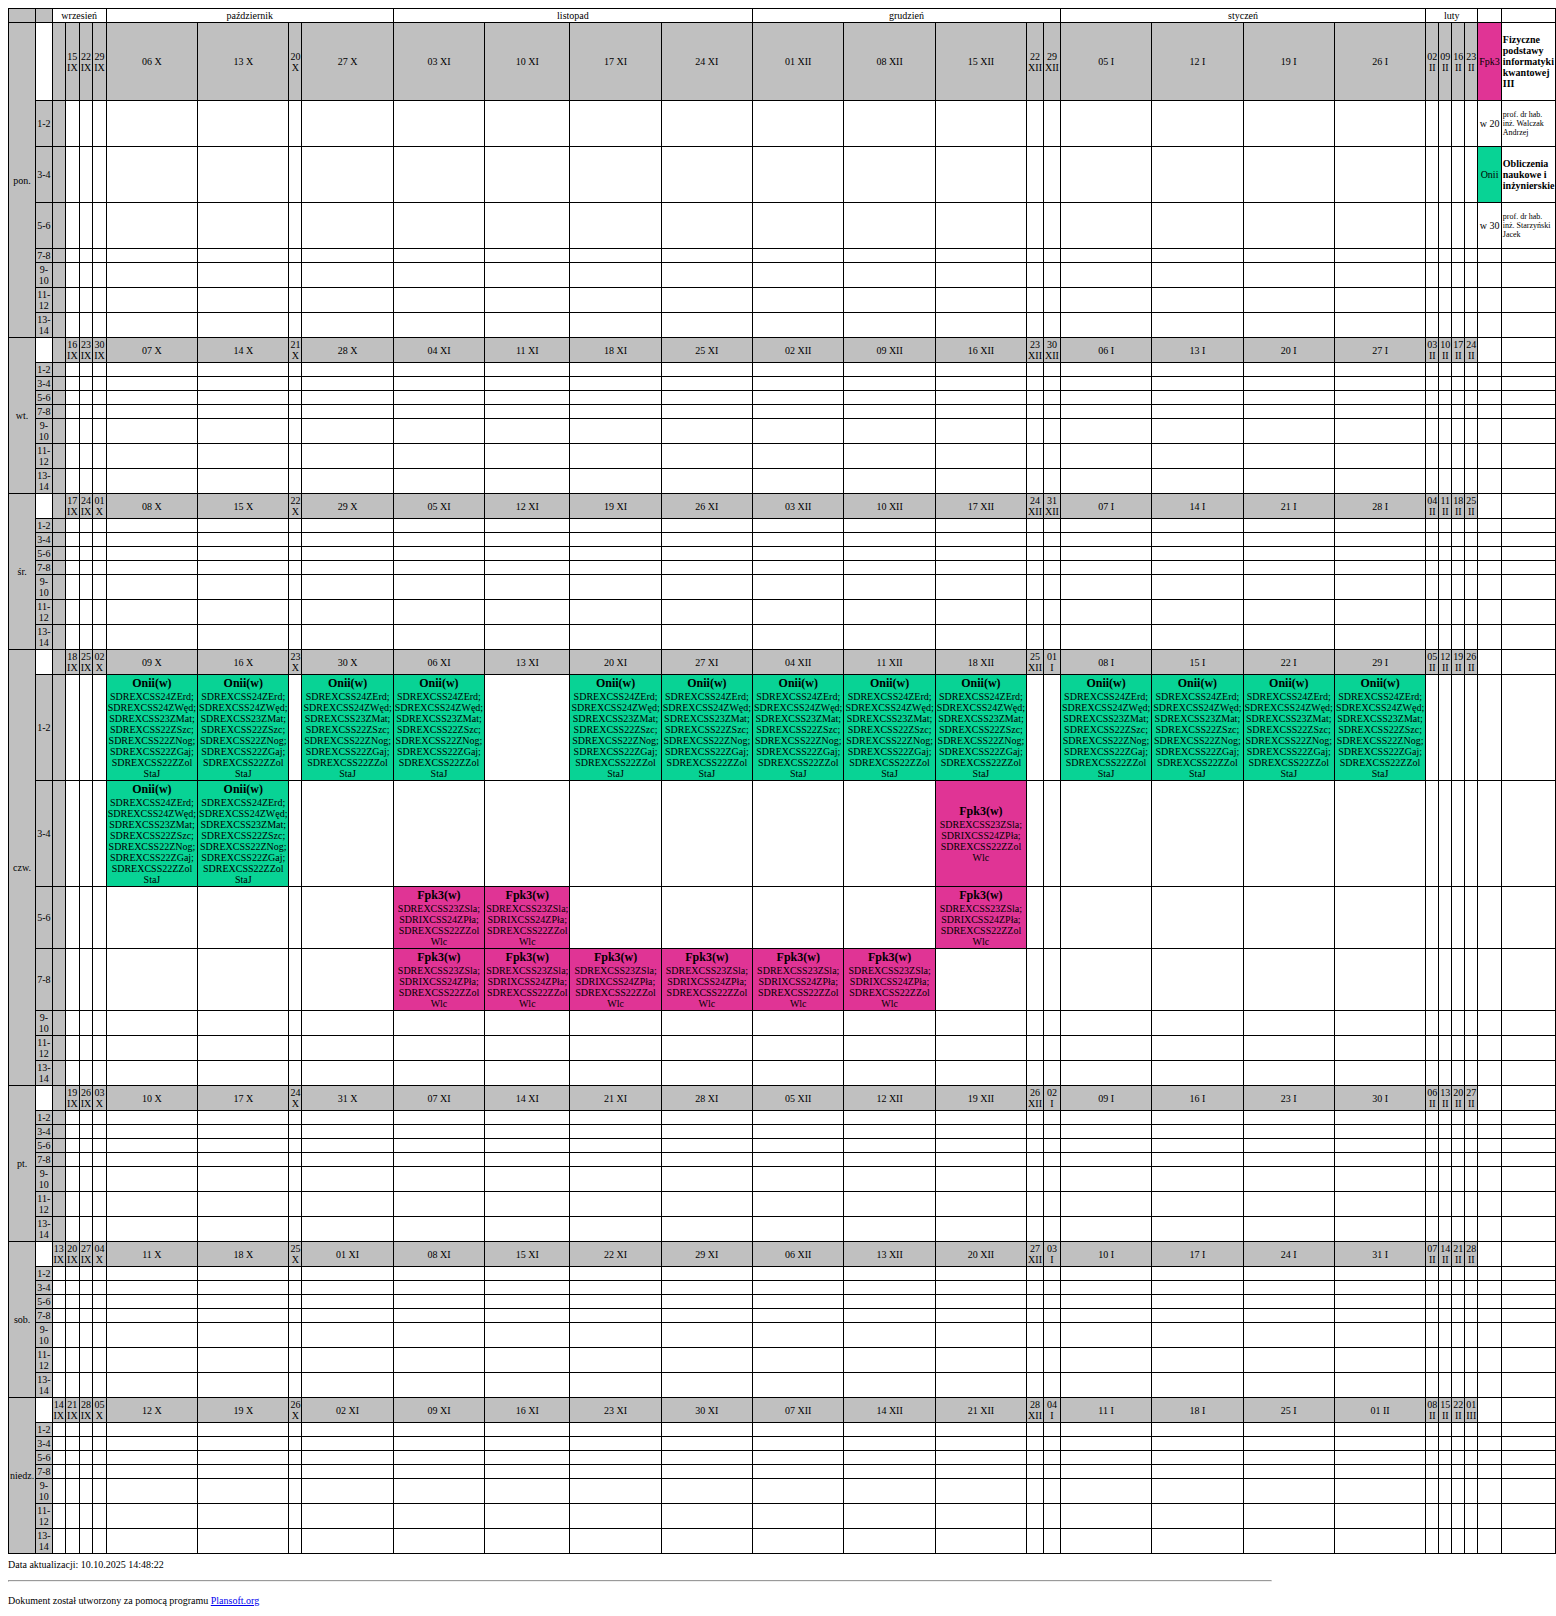 wrzesień październik listopad grudzień styczeń luty
pon. 15 IX 22 IX 29 IX 06 X 13 X 20 X 27 X 03 XI 10 XI 17 XI 24 XI 01 XII 08 XII 15 XII 22 XII 29 XII 05 I 12 I 19 I 26 I 02 II 09 II 16 II 23 II Fpk3 Fizyczne podstawy informatyki kwantowej III
1-2 w 20 prof. dr hab. inż. Walczak Andrzej
3-4 Onii Obliczenia naukowe i inżynierskie
5-6 w 30 prof. dr hab. inż. Starzyński Jacek
7-8
9-10
11-12
13-14
wt. 16 IX 23 IX 30 IX 07 X 14 X 21 X 28 X 04 XI 11 XI 18 XI 25 XI 02 XII 09 XII 16 XII 23 XII 30 XII 06 I 13 I 20 I 27 I 03 II 10 II 17 II 24 II
1-2
3-4
5-6
7-8
9-10
11-12
13-14
śr. 17 IX 24 IX 01 X 08 X 15 X 22 X 29 X 05 XI 12 XI 19 XI 26 XI 03 XII 10 XII 17 XII 24 XII 31 XII 07 I 14 I 21 I 28 I 04 II 11 II 18 II 25 II
1-2
3-4
5-6
7-8
9-10
11-12
13-14
czw. 18 IX 25 IX 02 X 09 X 16 X 23 X 30 X 06 XI 13 XI 20 XI 27 XI 04 XII 11 XII 18 XII 25 XII 01 I 08 I 15 I 22 I 29 I 05 II 12 II 19 II 26 II
1-2
Onii(w) Onii(w) Onii(w) Onii(w) Onii(w) Onii(w) Onii(w) Onii(w) Onii(w) Onii(w) Onii(w) Onii(w) Onii(w)
SDREXCSS24ZErd; SDREXCSS24ZErd; SDREXCSS24ZErd; SDREXCSS24ZErd; SDREXCSS24ZErd; SDREXCSS24ZErd; SDREXCSS24ZErd; SDREXCSS24ZErd; SDREXCSS24ZErd; SDREXCSS24ZErd; SDREXCSS24ZErd; SDREXCSS24ZErd; SDREXCSS24ZErd;
SDREXCSS24ZWęd; SDREXCSS24ZWęd; SDREXCSS24ZWęd; SDREXCSS24ZWęd; SDREXCSS24ZWęd; SDREXCSS24ZWęd; SDREXCSS24ZWęd; SDREXCSS24ZWęd; SDREXCSS24ZWęd; SDREXCSS24ZWęd; SDREXCSS24ZWęd; SDREXCSS24ZWęd; SDREXCSS24ZWęd;
SDREXCSS23ZMat; SDREXCSS23ZMat; SDREXCSS23ZMat; SDREXCSS23ZMat; SDREXCSS23ZMat; SDREXCSS23ZMat; SDREXCSS23ZMat; SDREXCSS23ZMat; SDREXCSS23ZMat; SDREXCSS23ZMat; SDREXCSS23ZMat; SDREXCSS23ZMat; SDREXCSS23ZMat;
SDREXCSS22ZSzc; SDREXCSS22ZSzc; SDREXCSS22ZSzc; SDREXCSS22ZSzc; SDREXCSS22ZSzc; SDREXCSS22ZSzc; SDREXCSS22ZSzc; SDREXCSS22ZSzc; SDREXCSS22ZSzc; SDREXCSS22ZSzc; SDREXCSS22ZSzc; SDREXCSS22ZSzc; SDREXCSS22ZSzc;
SDREXCSS22ZNog; SDREXCSS22ZNog; SDREXCSS22ZNog; SDREXCSS22ZNog; SDREXCSS22ZNog; SDREXCSS22ZNog; SDREXCSS22ZNog; SDREXCSS22ZNog; SDREXCSS22ZNog; SDREXCSS22ZNog; SDREXCSS22ZNog; SDREXCSS22ZNog; SDREXCSS22ZNog;
SDREXCSS22ZGaj; SDREXCSS22ZGaj; SDREXCSS22ZGaj; SDREXCSS22ZGaj; SDREXCSS22ZGaj; SDREXCSS22ZGaj; SDREXCSS22ZGaj; SDREXCSS22ZGaj; SDREXCSS22ZGaj; SDREXCSS22ZGaj; SDREXCSS22ZGaj; SDREXCSS22ZGaj; SDREXCSS22ZGaj;
SDREXCSS22ZZol SDREXCSS22ZZol SDREXCSS22ZZol SDREXCSS22ZZol SDREXCSS22ZZol SDREXCSS22ZZol SDREXCSS22ZZol SDREXCSS22ZZol SDREXCSS22ZZol SDREXCSS22ZZol SDREXCSS22ZZol SDREXCSS22ZZol SDREXCSS22ZZol
StaJ StaJ StaJ StaJ StaJ StaJ StaJ StaJ StaJ StaJ StaJ StaJ StaJ
3-4
Onii(w) Onii(w) Fpk3(w)
SDREXCSS24ZErd; SDREXCSS24ZErd; SDREXCSS23ZSla;
SDREXCSS24ZWęd; SDREXCSS24ZWęd; SDRIXCSS24ZPła;
SDREXCSS23ZMat; SDREXCSS23ZMat; SDREXCSS22ZZol
SDREXCSS22ZSzc; SDREXCSS22ZSzc; Wlc
SDREXCSS22ZNog; SDREXCSS22ZNog;
SDREXCSS22ZGaj; SDREXCSS22ZGaj;
SDREXCSS22ZZol SDREXCSS22ZZol
StaJ StaJ
5-6
Fpk3(w) Fpk3(w) Fpk3(w)
SDREXCSS23ZSla; SDREXCSS23ZSla; SDREXCSS23ZSla;
SDRIXCSS24ZPła; SDRIXCSS24ZPła; SDRIXCSS24ZPła;
SDREXCSS22ZZol SDREXCSS22ZZol SDREXCSS22ZZol
Wlc Wlc Wlc
7-8
Fpk3(w) Fpk3(w) Fpk3(w) Fpk3(w) Fpk3(w) Fpk3(w)
SDREXCSS23ZSla; SDREXCSS23ZSla; SDREXCSS23ZSla; SDREXCSS23ZSla; SDREXCSS23ZSla; SDREXCSS23ZSla;
SDRIXCSS24ZPła; SDRIXCSS24ZPła; SDRIXCSS24ZPła; SDRIXCSS24ZPła; SDRIXCSS24ZPła; SDRIXCSS24ZPła;
SDREXCSS22ZZol SDREXCSS22ZZol SDREXCSS22ZZol SDREXCSS22ZZol SDREXCSS22ZZol SDREXCSS22ZZol
Wlc Wlc Wlc Wlc Wlc Wlc
9-10
11-12
13-14
pt. 19 IX 26 IX 03 X 10 X 17 X 24 X 31 X 07 XI 14 XI 21 XI 28 XI 05 XII 12 XII 19 XII 26 XII 02 I 09 I 16 I 23 I 30 I 06 II 13 II 20 II 27 II
1-2
3-4
5-6
7-8
9-10
11-12
13-14
sob. 13 IX 20 IX 27 IX 04 X 11 X 18 X 25 X 01 XI 08 XI 15 XI 22 XI 29 XI 06 XII 13 XII 20 XII 27 XII 03 I 10 I 17 I 24 I 31 I 07 II 14 II 21 II 28 II
1-2
3-4
5-6
7-8
9-10
11-12
13-14
niedz. 14 IX 21 IX 28 IX 05 X 12 X 19 X 26 X 02 XI 09 XI 16 XI 23 XI 30 XI 07 XII 14 XII 21 XII 28 XII 04 I 11 I 18 I 25 I 01 II 08 II 15 II 22 II 01 III
1-2
3-4
5-6
7-8
9-10
11-12
13-14
Data aktualizacji: 10.10.2025 14:48:22
Dokument został utworzony za pomocą programu Plansoft.org